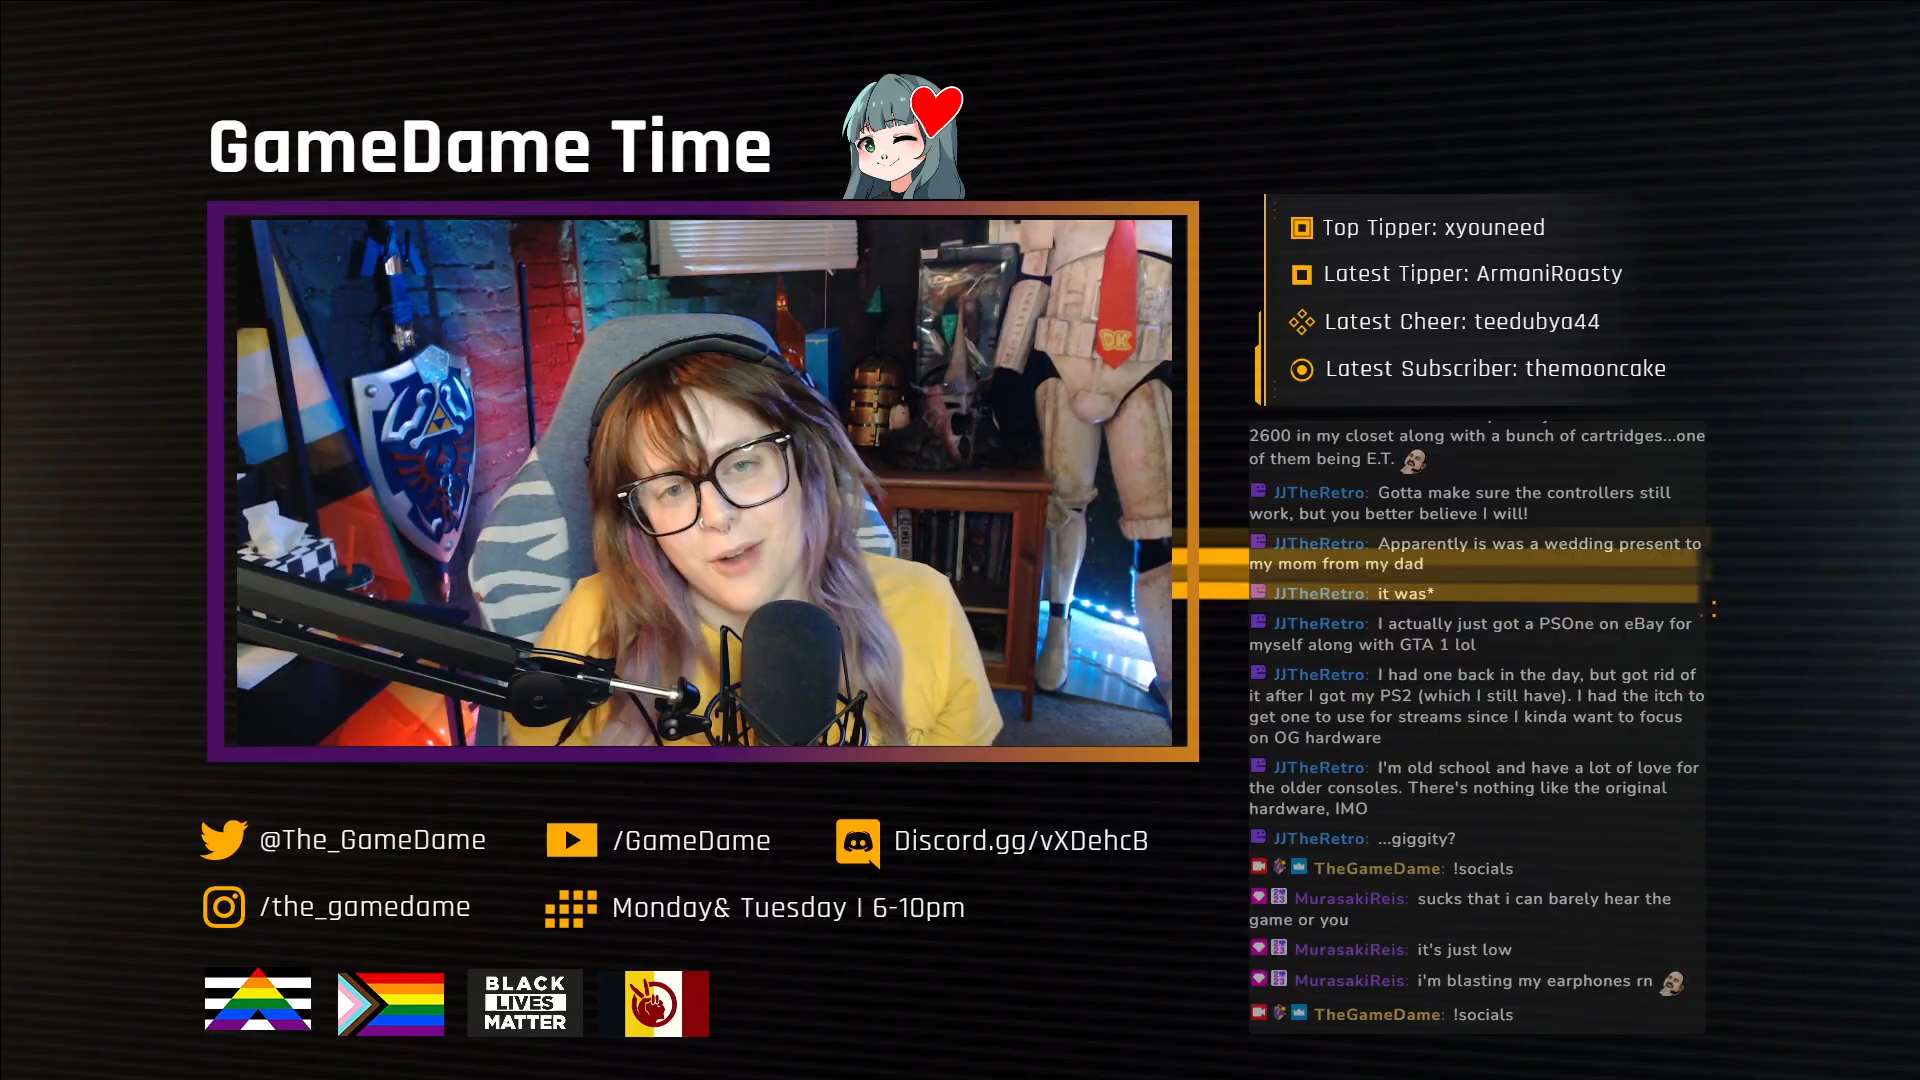 GameDame Time
DK
Top Tipper: xyouneed
Latest Tipper: ArmaniRoasty
Latest Cheer: teedubya44
Latest Subscriber: themooncake
2600 in my closet along with a bunch of cartridges...one
of them being E.T.
JJTheRetro: Gotta make sure the controllers still
work, but you better believe I will!
JJTheRetro: Apparently is was a wedding present to
my mom from my dad
JJTheRetro: it was*
JJTheRetro: I actually just got a PSOne on eBay for
myself along with GTA 1 lol
JJTheRetro: I had one back in the day, but got rid of
it after I got my PS2 (which I still have). I had the itch to
get one to use for streams since I kinda want to focus
on OG hardware
JJTheRetro: I'm old school and have a lot of love for
the older consoles. There's nothing like the original
hardware, IMO
JJTheRetro: ...giggity?
TheGameDame: !socials
MurasakiReis: sucks that i can barely hear the
game or you
MurasakiReis: it's just low
MurasakiReis: i'm blasting my earphones rn
TheGameDame: !socials
@The_GameDame
/GameDame
Discord.gg/vXDehcB
/the_gamedame
Monday& Tuesday | 6-10pm
BLACK
LIVES
MATTER